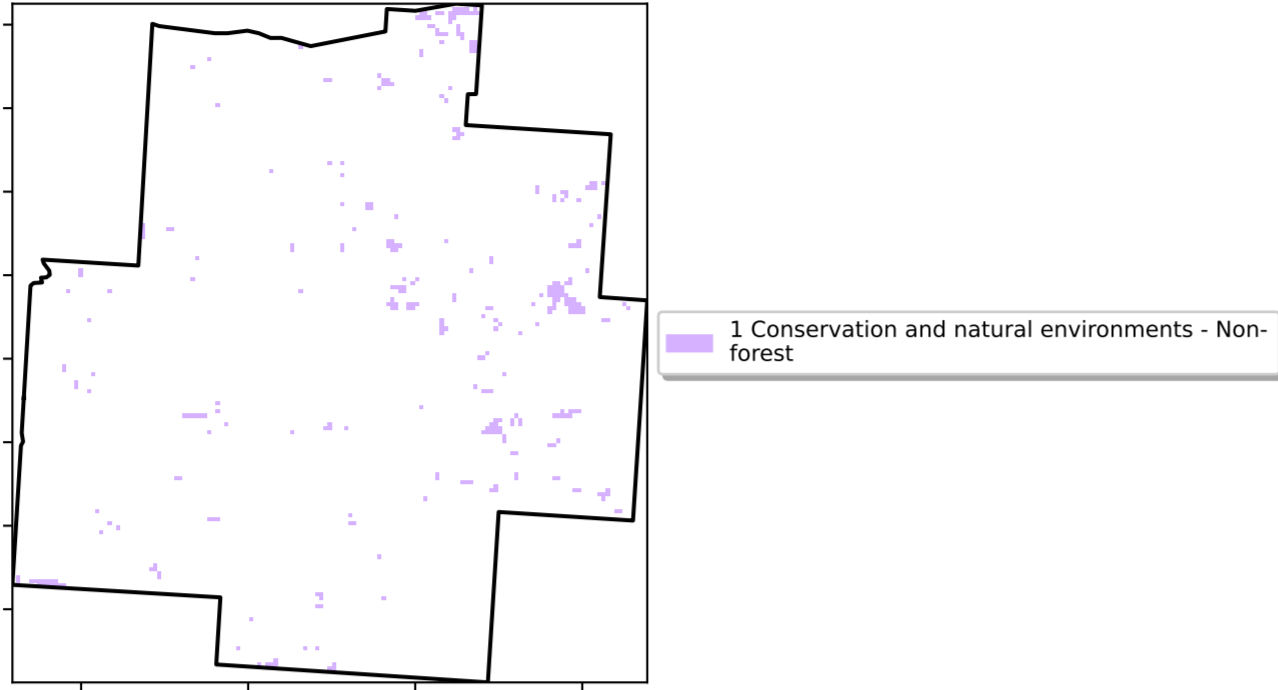 1 Conservation and natural environments - Non-
forest